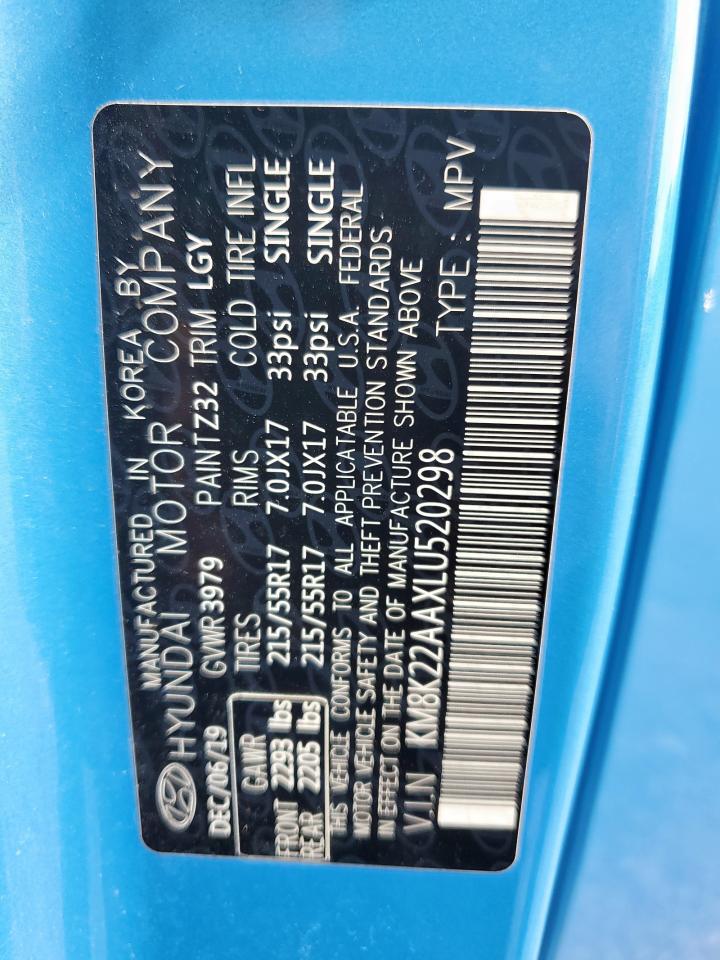 MANUFACTURED IN KOREA BY
HYUNDAI MOTOR COMPANY
DEC/06/19 GVWR3979 PAINT Z32 TRIM LGY
GAWR TIRES RIMS COLD TIRE INFL
FRONT 2293 lbs 215/55R17 7.0JX17 33psi SINGLE
REAR 2205 lbs 215/55R17 7.0JX17 33psi SINGLE
THIS VEHICLE CONFORMS TO ALL APPLICATABLE U.S.A. FEDERAL
MOTOR VEHICLE SAFETY AND THEFT PREVENTION STANDARDS
IN EFFECT ON THE DATE OF MANUFACTURE SHOWN ABOVE
VIN KM8K22AAXLU520298 TYPE : MPV